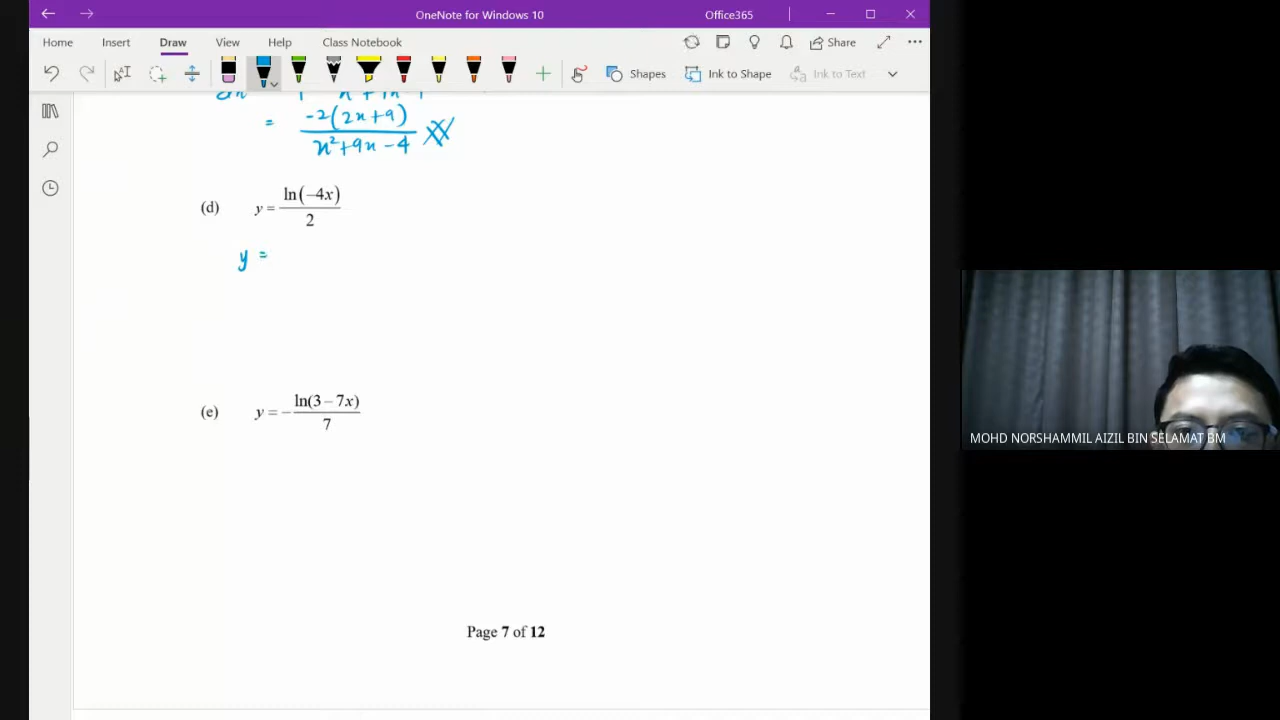 OneNote for Windows 10
Office365
Home Insert Draw View Help Class Notebook
Share
Shapes Ink to Shape Ink to Text
= -2(2x+9) / x²+9x-4
(d) y = ln(-4x) / 2
y =
(e) y = - ln(3-7x) / 7
Page 7 of 12
MOHD NORSHAMMIL AIZIL BIN SELAMAT BM